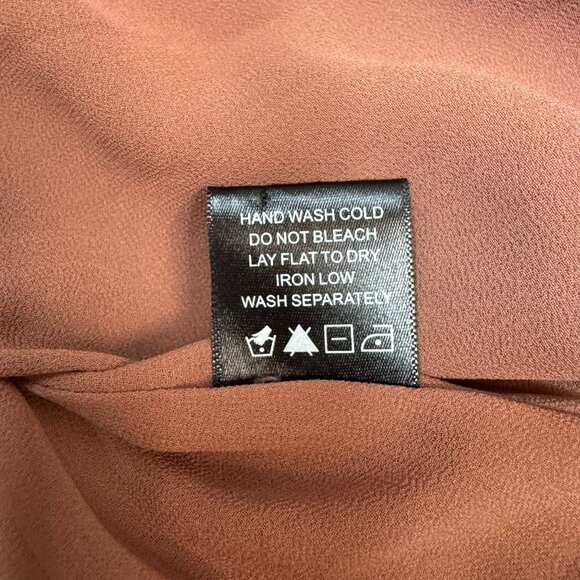 HAND WASH COLD
DO NOT BLEACH
LAY FLAT TO DRY
IRON LOW
WASH SEPARATELY